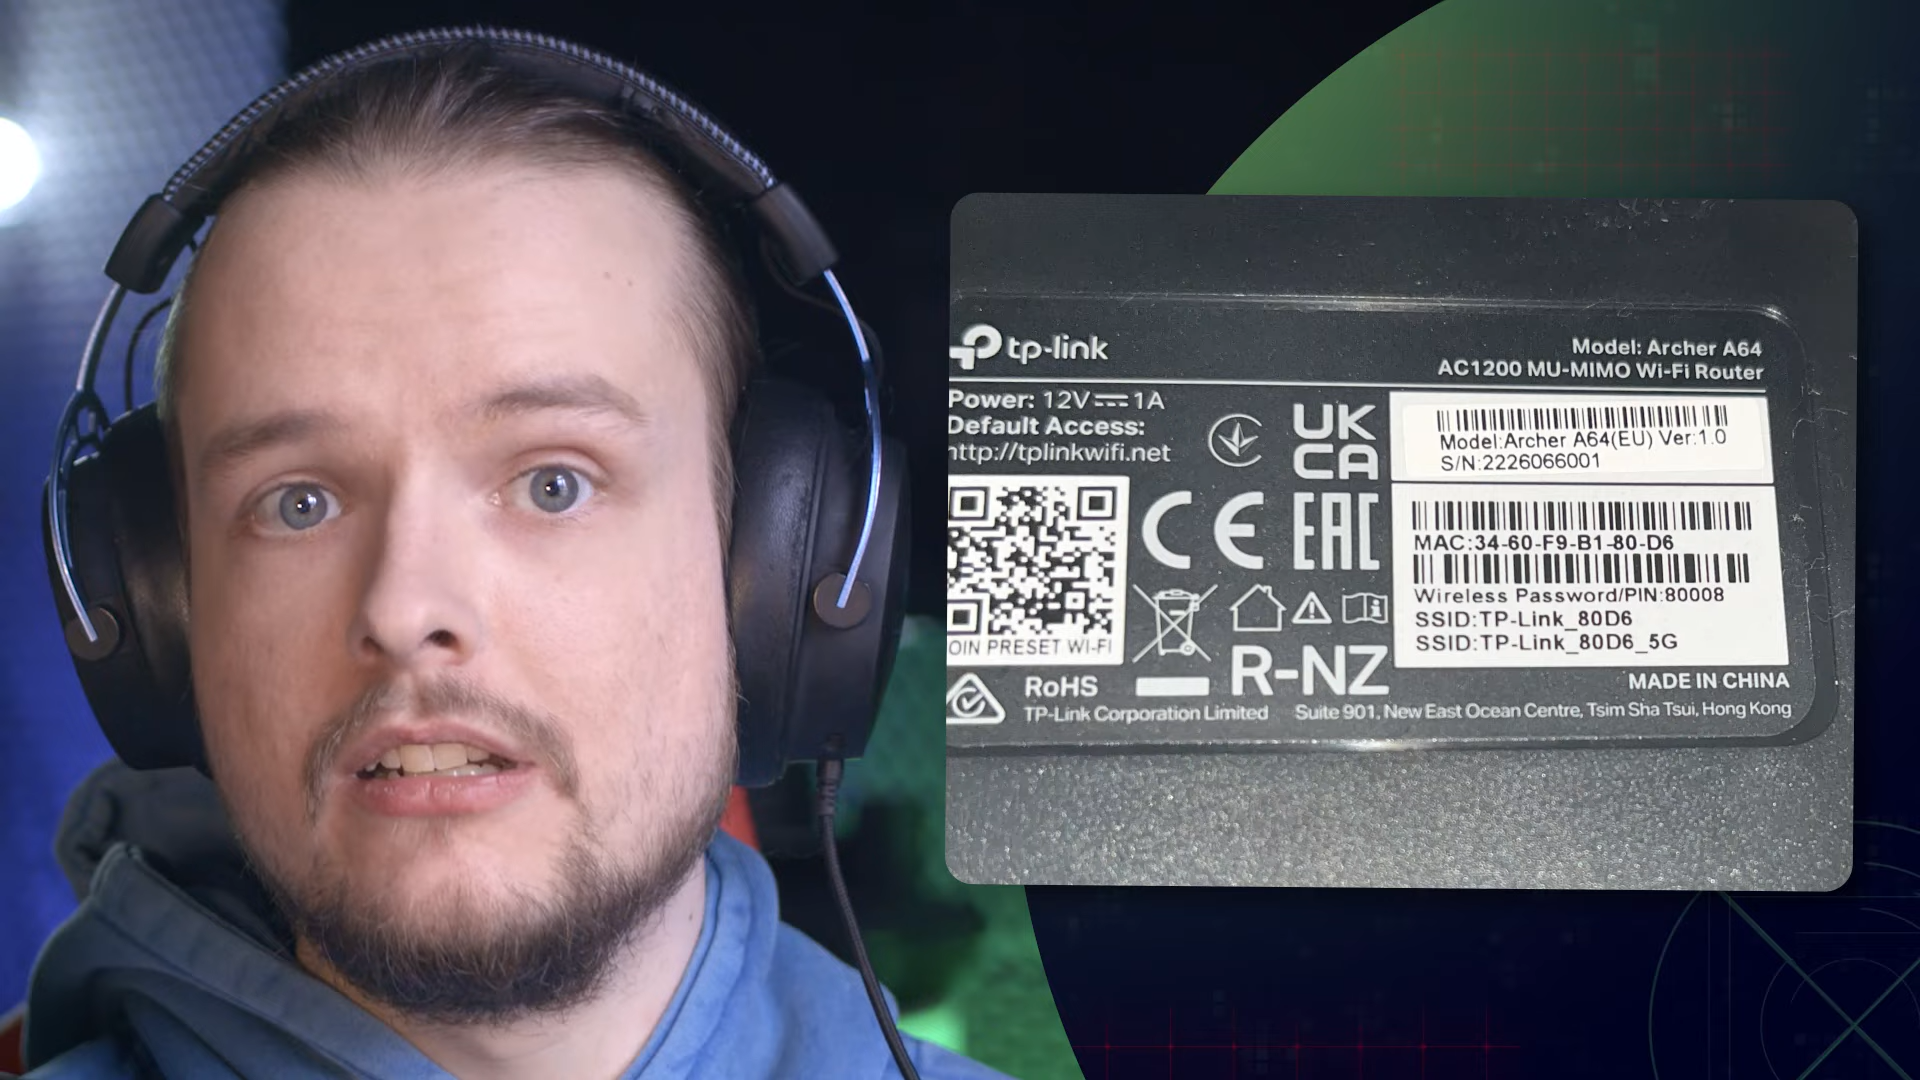 tp-link
Model: Archer A64
AC1200 MU-MIMO Wi-Fi Router
Power: 12V⎓1A
Default Access:
http://tplinkwifi.net
UK
CA
Model:Archer A64(EU) Ver:1.0
S/N:2226066001
CE
EAC
MAC:34-60-F9-B1-80-D6
Wireless Password/PIN:80008
SSID:TP-Link_80D6
SSID:TP-Link_80D6_5G
OIN PRESET WI-FI
R-NZ
RoHS
MADE IN CHINA
TP-Link Corporation Limited Suite 901, New East Ocean Centre, Tsim Sha Tsui, Hong Kong